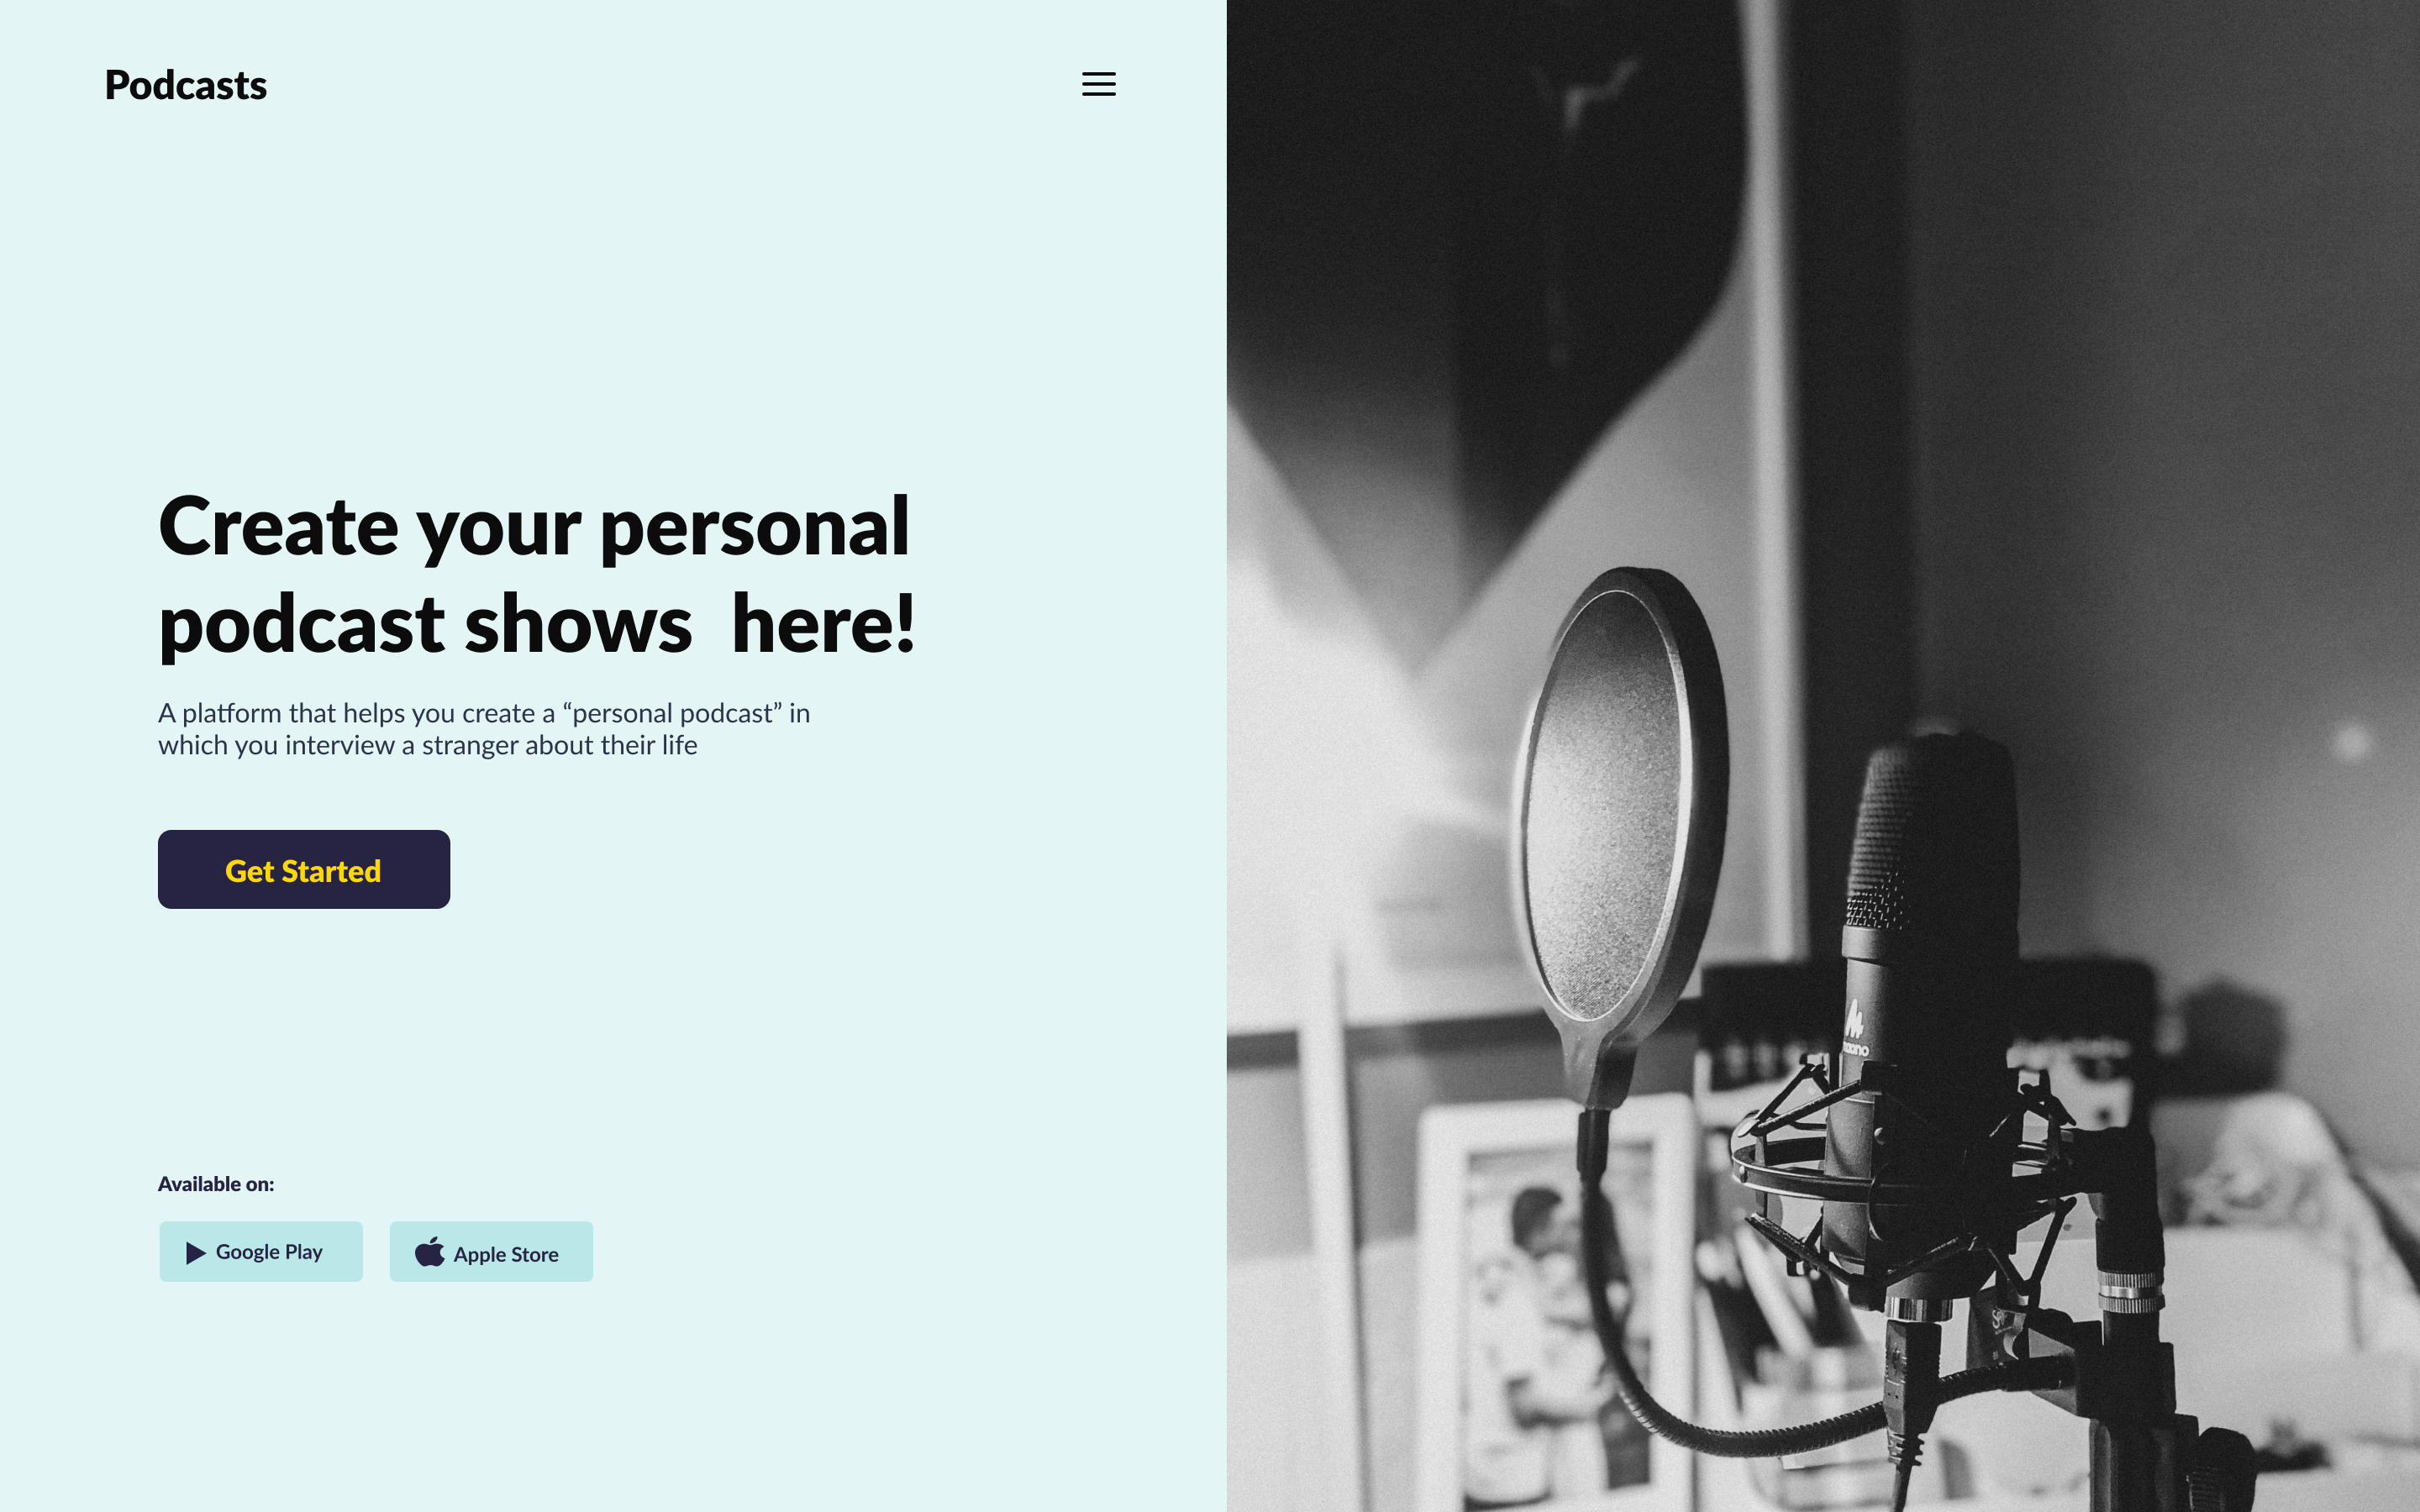 Podcasts
Create your personal
podcast shows  here!
A platform that helps you create a “personal podcast” in
which you interview a stranger about their life
Get Started
Available on:
Google Play
Apple Store